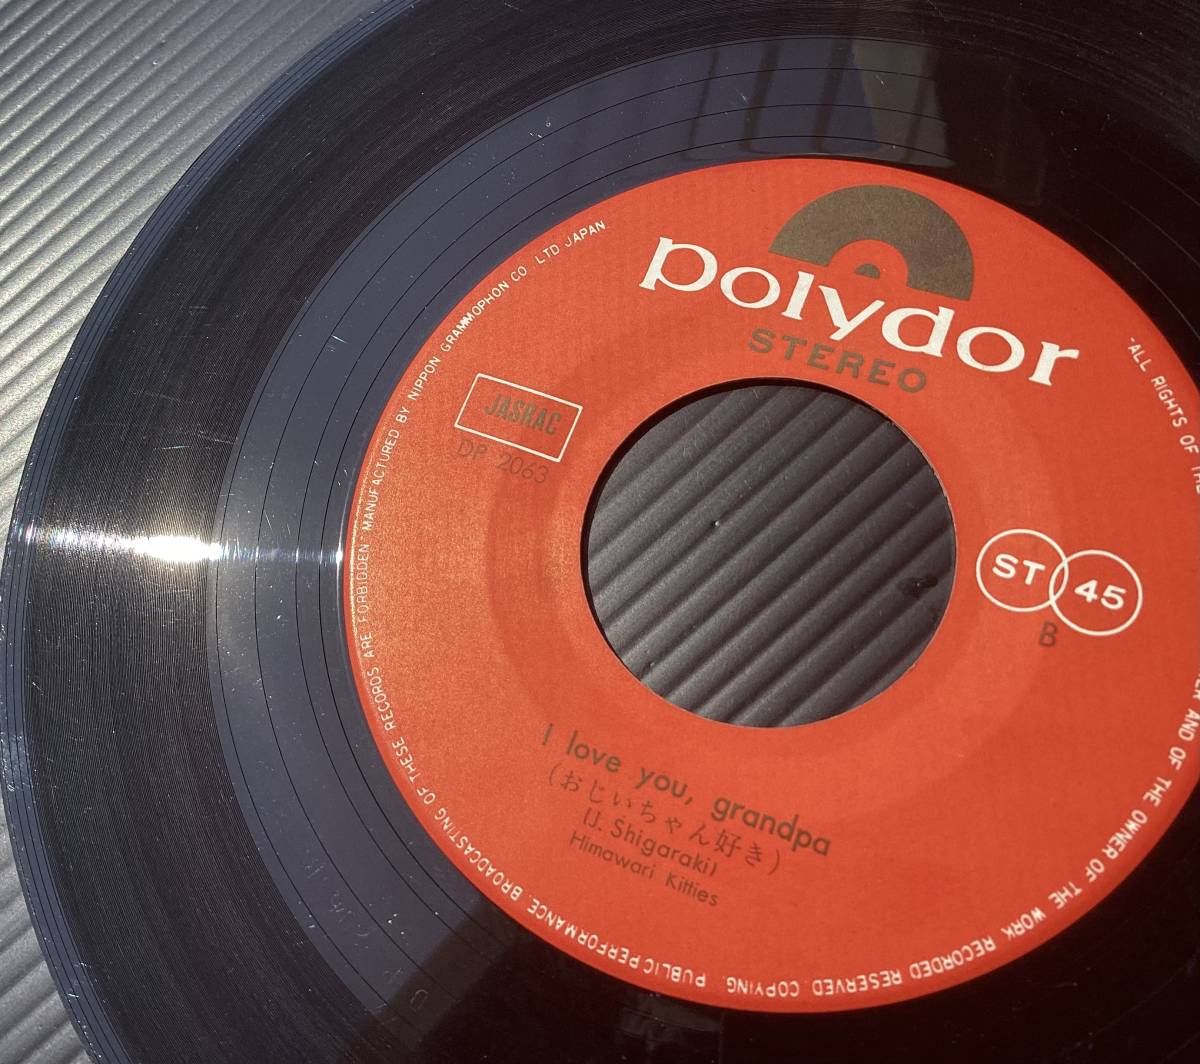 polydor
STEREO
JASRAC
DP 2063
ST 45
B
I love you, grandpa
(おじいちゃん好き)
(J. Shigaraki)
Himawari Kitties
"ALL RIGHTS OF THE
AND OF THE OWNER OF THE WORK RECORDED RESERVED. COPYING, PUBLIC PERFORMANCE, BROADCASTING OF THESE RECORDS ARE FORBIDDEN MANUFACTURED BY NIPPON GRAMMOPHON CO. LTD JAPAN